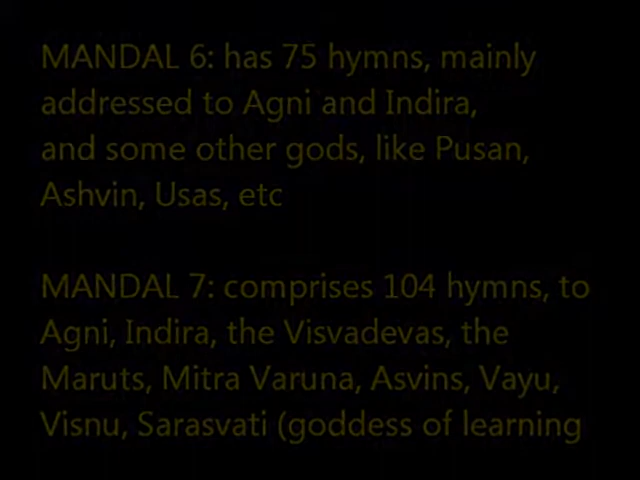 MANDAL 6: has 75 hymns, mainly
addressed to Agni and Indira,
and some other gods, like Pusan,
Ashvin, Usas, etc
MANDAL 7: comprises 104 hymns, to
Agni, Indira, the Visvadevas, the
Maruts, Mitra Varuna, Asvins, Vayu,
Visnu, Sarasvati (goddess of learning